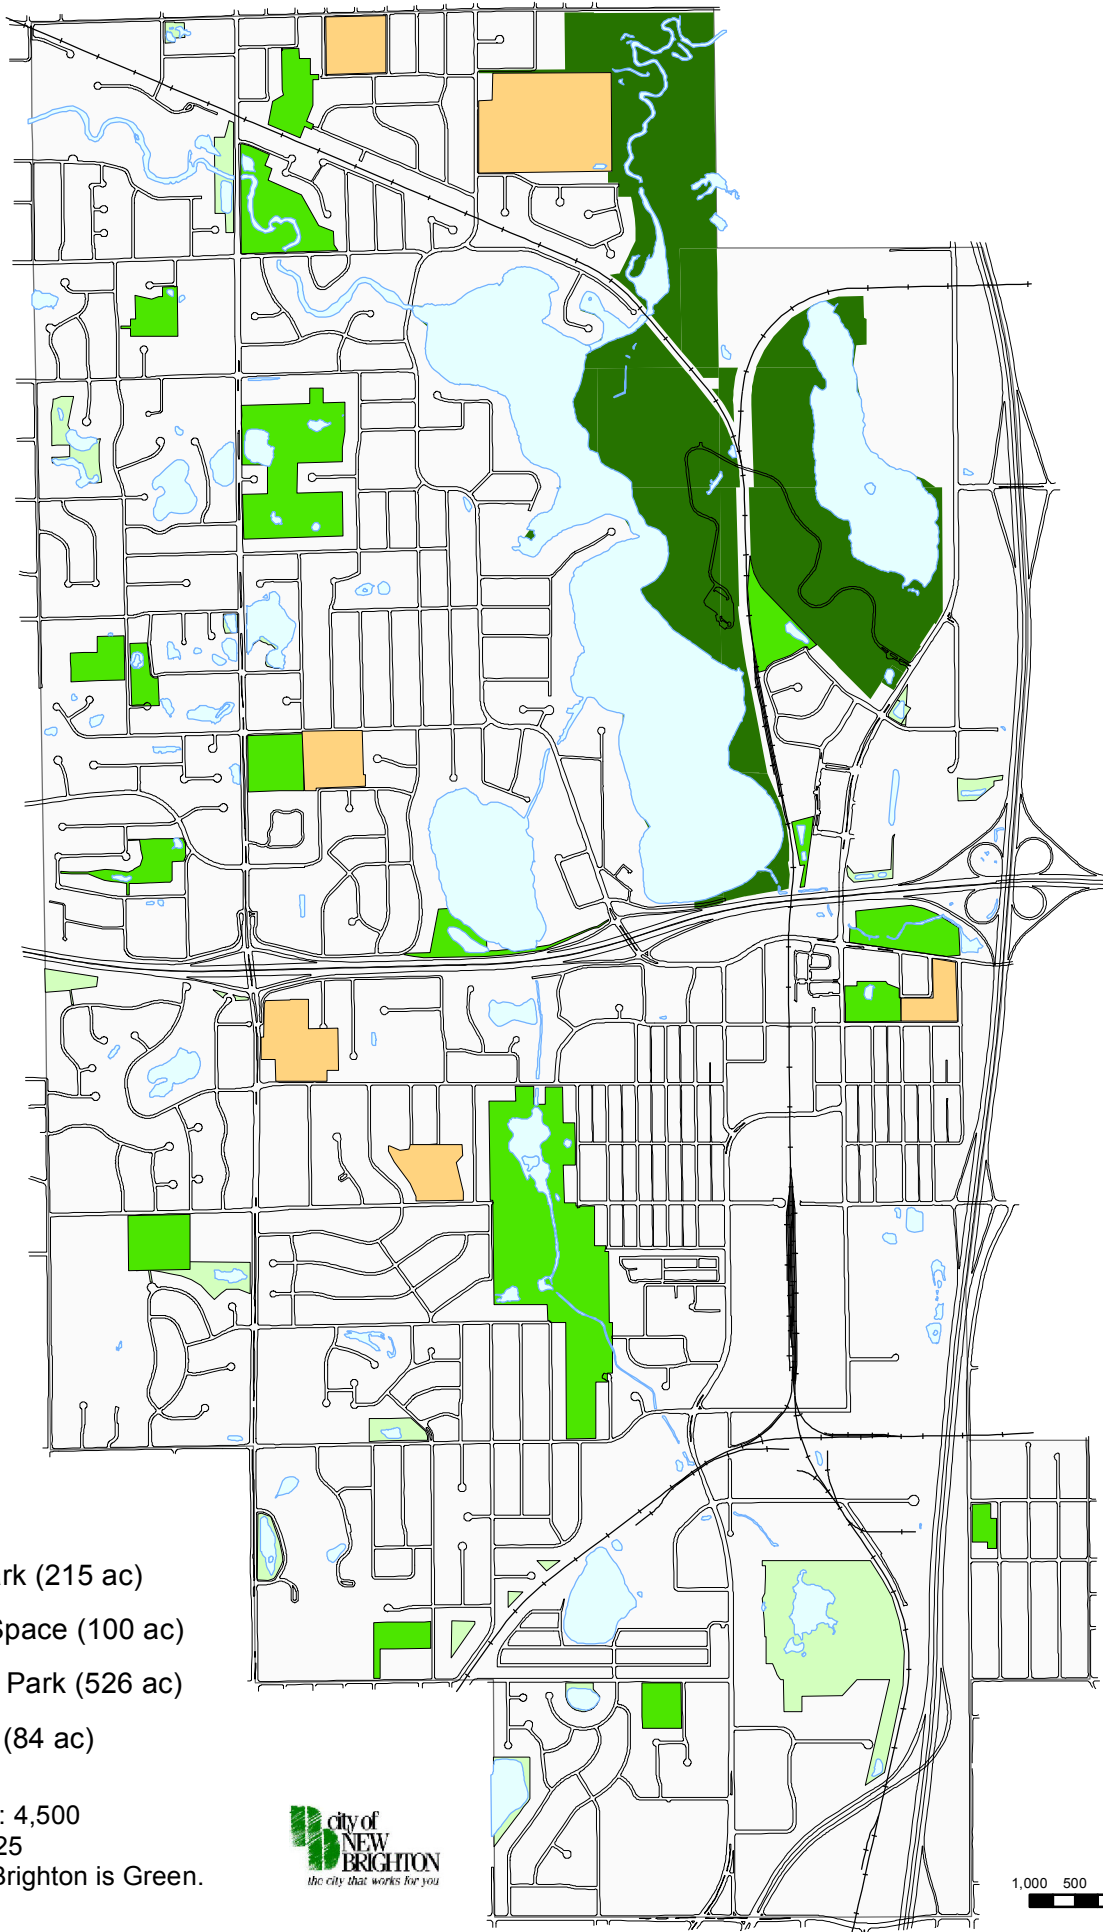 ark (215 ac)
Space (100 ac)
Park (526 ac)
(84 ac)
: 4,500
25
Brighton is Green.
city of
NEW
BRIGHTON
the city that works for you
1,000 500